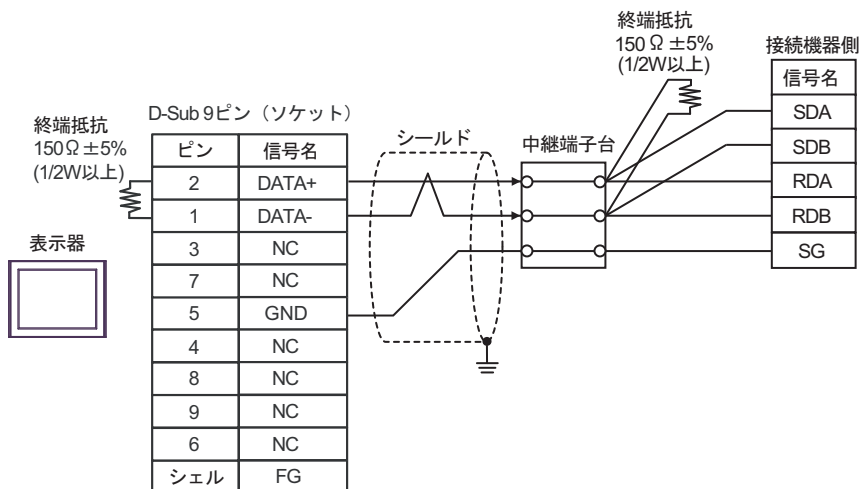 終端抵抗
150Ω±5%
(1/2W以上)
接続機器側
信号名
SDA
SDB
RDA
RDB
SG
D-Sub 9ピン（ソケット）
シールド
中継端子台
終端抵抗
150Ω±5%
(1/2W以上)
表示器
ピン 信号名
2 DATA+
1 DATA-
3 NC
7 NC
5 GND
4 NC
8 NC
9 NC
6 NC
シェル FG